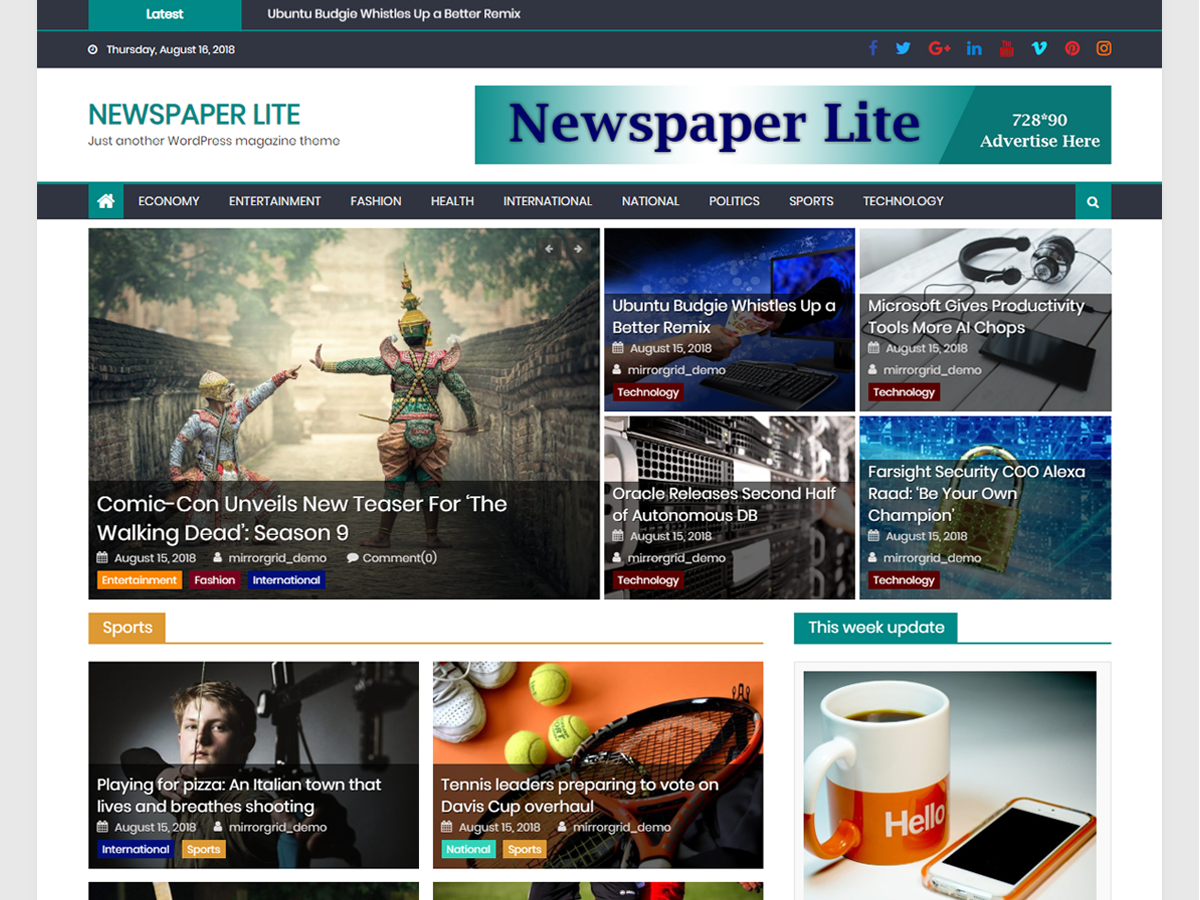 Latest
Ubuntu Budgie Whistles Up a Better Remix
Thursday, August 16, 2018
NEWSPAPER LITE
Just another WordPress magazine theme
Newspaper Lite
728*90
Advertise Here
ECONOMY ENTERTAINMENT FASHION HEALTH INTERNATIONAL NATIONAL POLITICS SPORTS TECHNOLOGY
Comic-Con Unveils New Teaser For ‘The
Walking Dead’: Season 9
August 15, 2018 mirrorgrid_demo Comment(0)
Entertainment Fashion International
Ubuntu Budgie Whistles Up a
Better Remix
August 15, 2018
mirrorgrid_demo
Technology
Microsoft Gives Productivity
Tools More AI Chops
August 15, 2018
mirrorgrid_demo
Technology
Oracle Releases Second Half
of Autonomous DB
August 15, 2018
mirrorgrid_demo
Technology
Farsight Security COO Alexa
Raad: ‘Be Your Own
Champion’
August 15, 2018
mirrorgrid_demo
Technology
Sports
Playing for pizza: An Italian town that
lives and breathes shooting
August 15, 2018 mirrorgrid_demo
International Sports
Tennis leaders preparing to vote on
Davis Cup overhaul
August 15, 2018 mirrorgrid_demo
National Sports
This week update
Hello